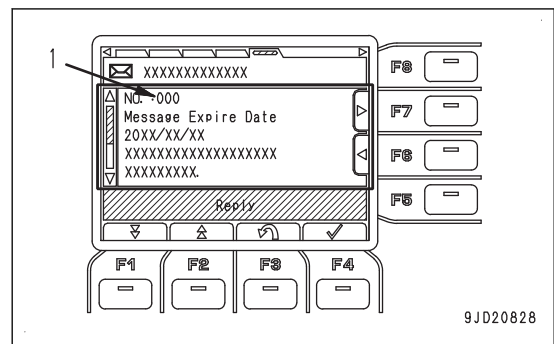 1
XXXXXXXXXXXXX
NO. :000
Message Expire Date
20XX/XX/XX
XXXXXXXXXXXXXXXXXXX
XXXXXXXXX.
Reply
F8
F7
F6
F5
F1 F2 F3 F4
9JD20828